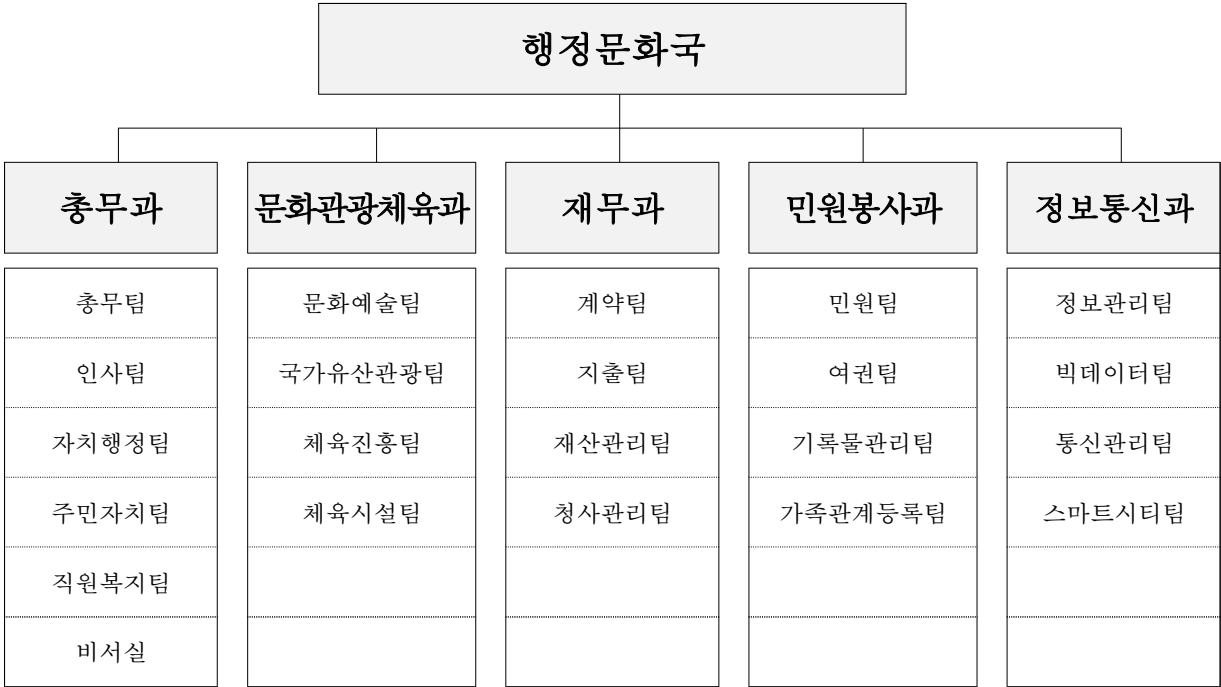 행정문화국
총무과
문화관광체육과
재무과
민원봉사과
정보통신과
총무팀
문화예술팀
계약팀
민원팀
정보관리팀
인사팀
국가유산관광팀
지출팀
여권팀
빅데이터팀
자치행정팀
체육진흥팀
재산관리팀
기록물관리팀
통신관리팀
주민자치팀
체육시설팀
청사관리팀
가족관계등록팀
스마트시티팀
직원복지팀
비서실